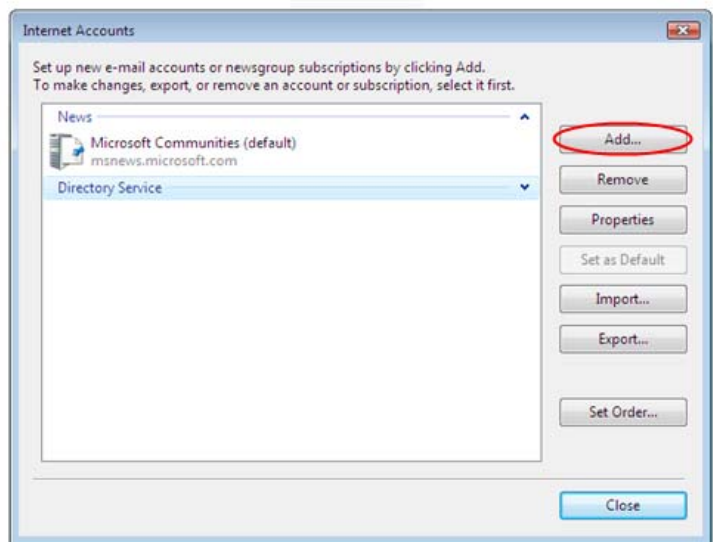 Internet Accounts
Set up new e-mail accounts or newsgroup subscriptions by clicking Add.
To make changes, export, or remove an account or subscription, select it first.
News
Microsoft Communities (default)
msnews.microsoft.com
Directory Service
Add...
Remove
Properties
Set as Default
Import...
Export...
Set Order...
Close